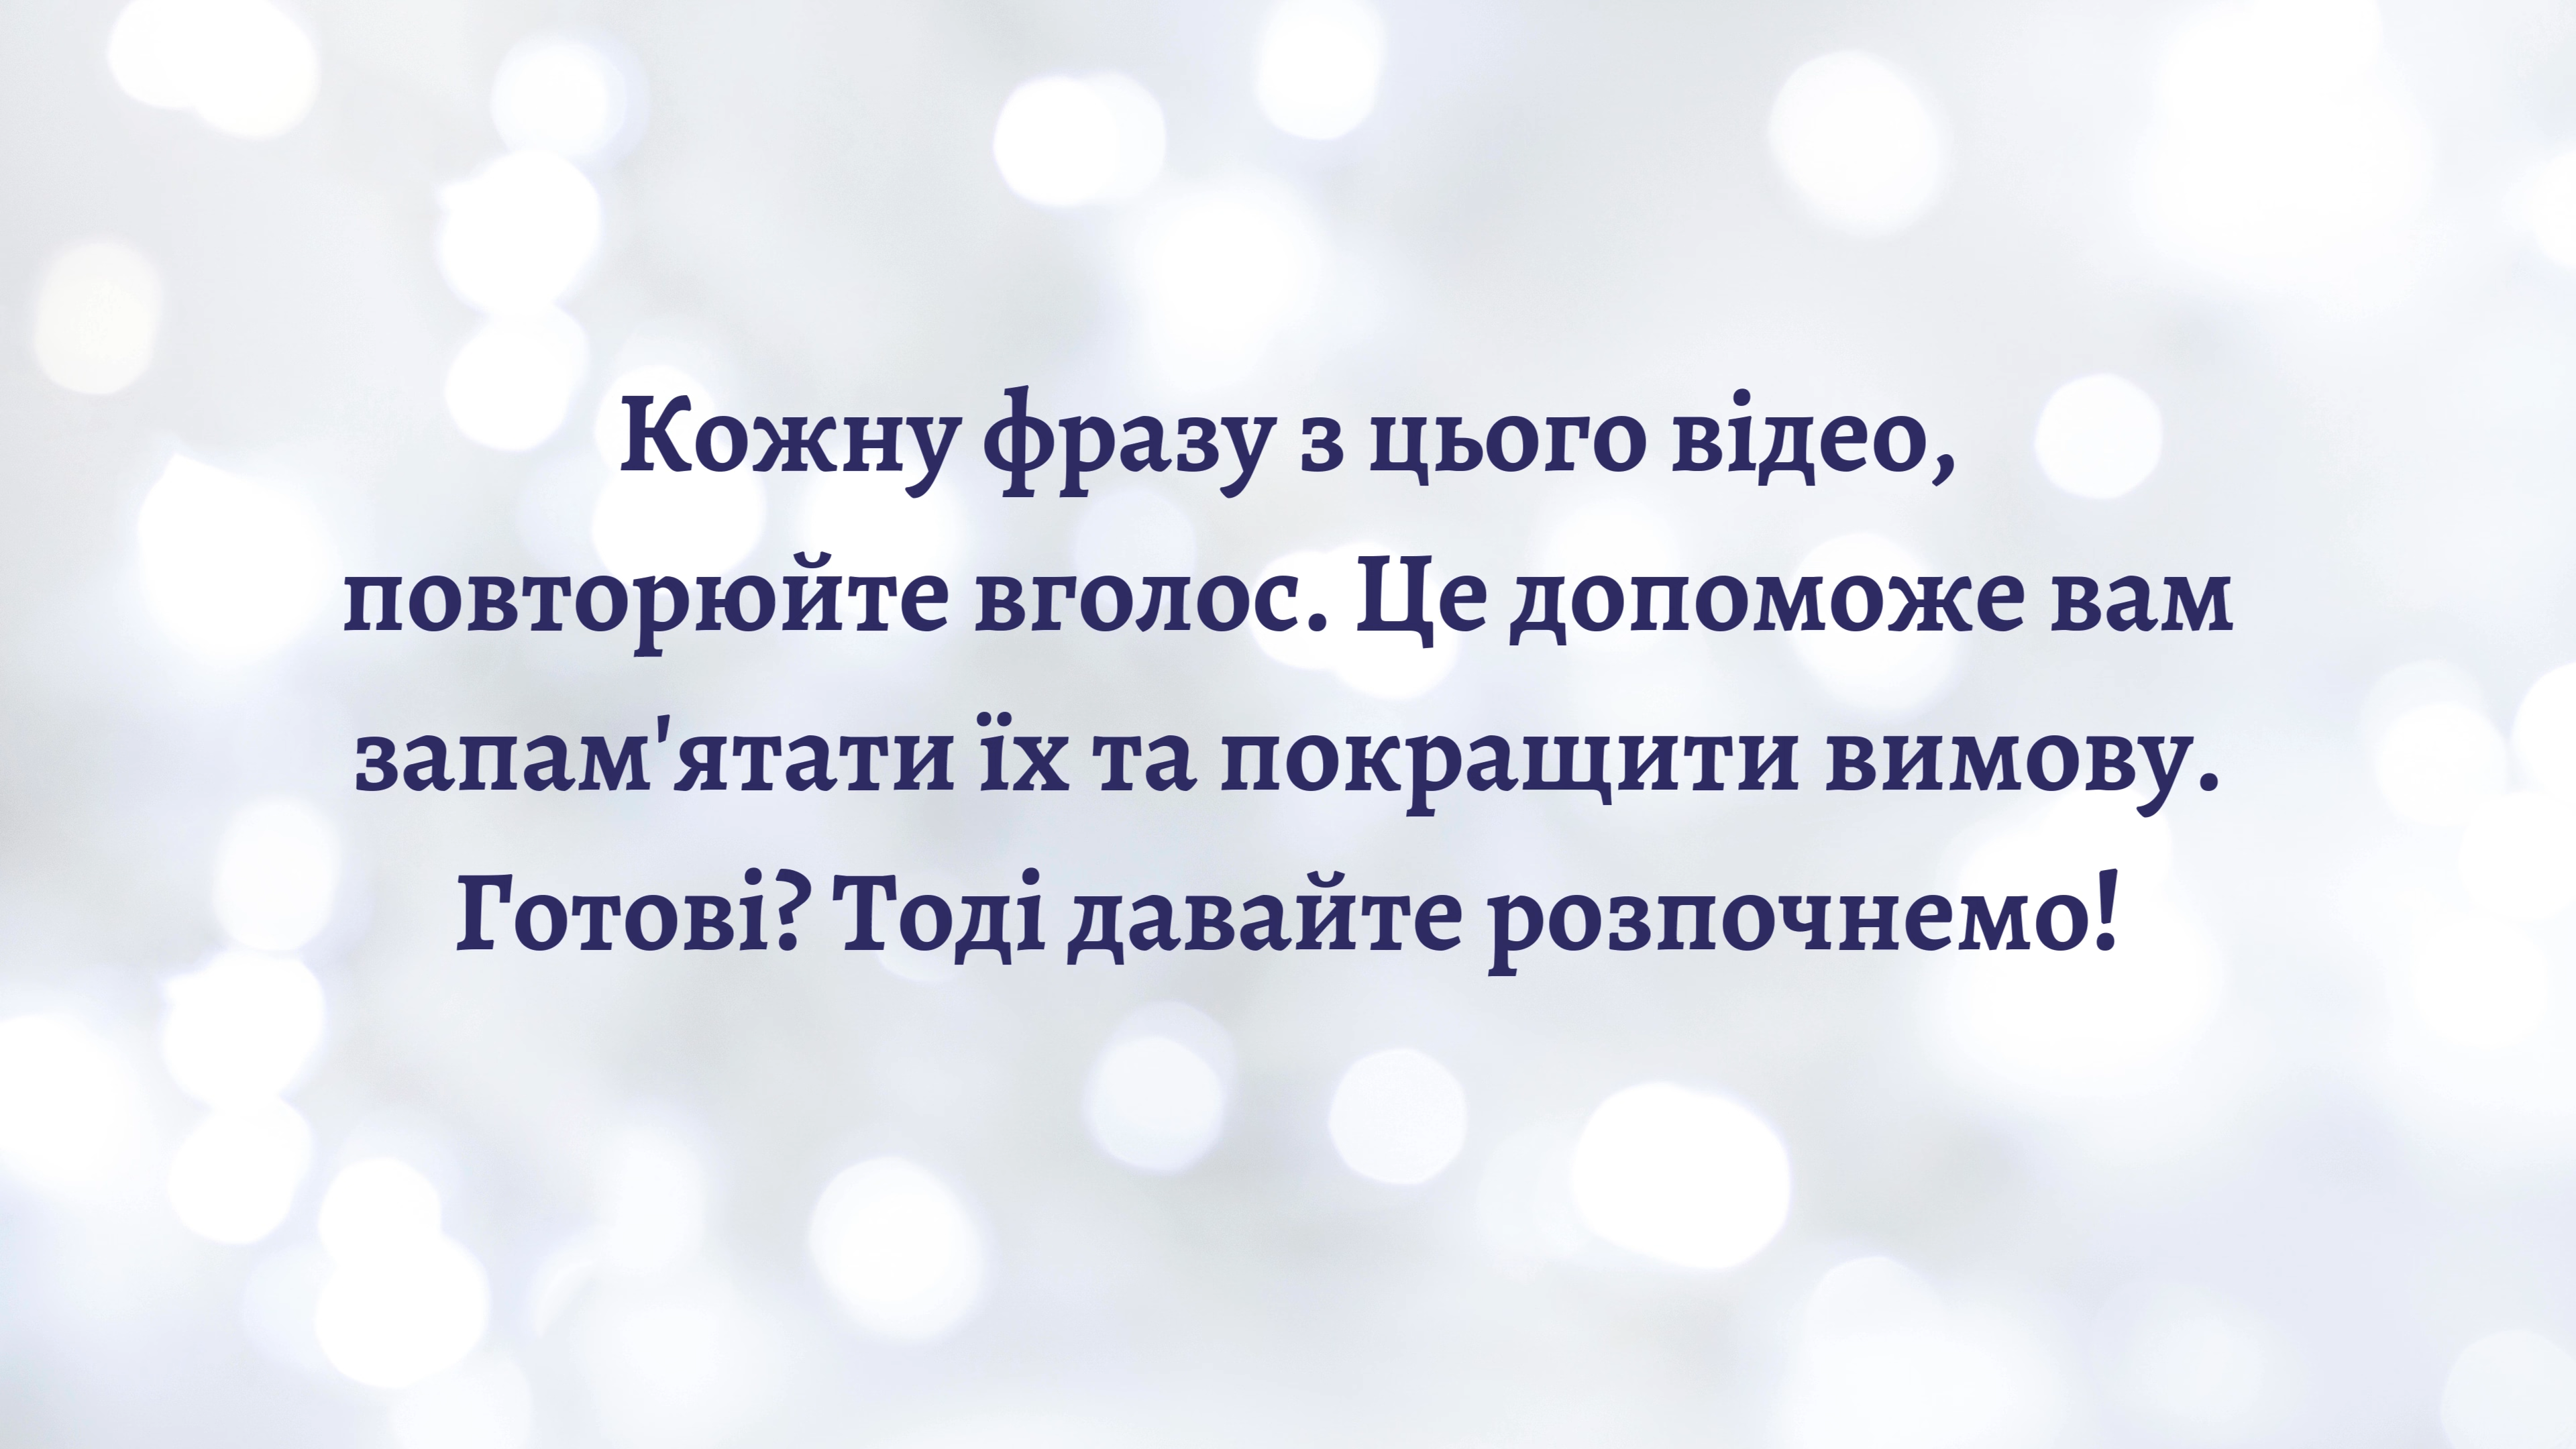 Кожну фразу з цього відео,
повторюйте вголос. Це допоможе вам
запам'ятати їх та покращити вимову.
Готові? Тоді давайте розпочнемо!